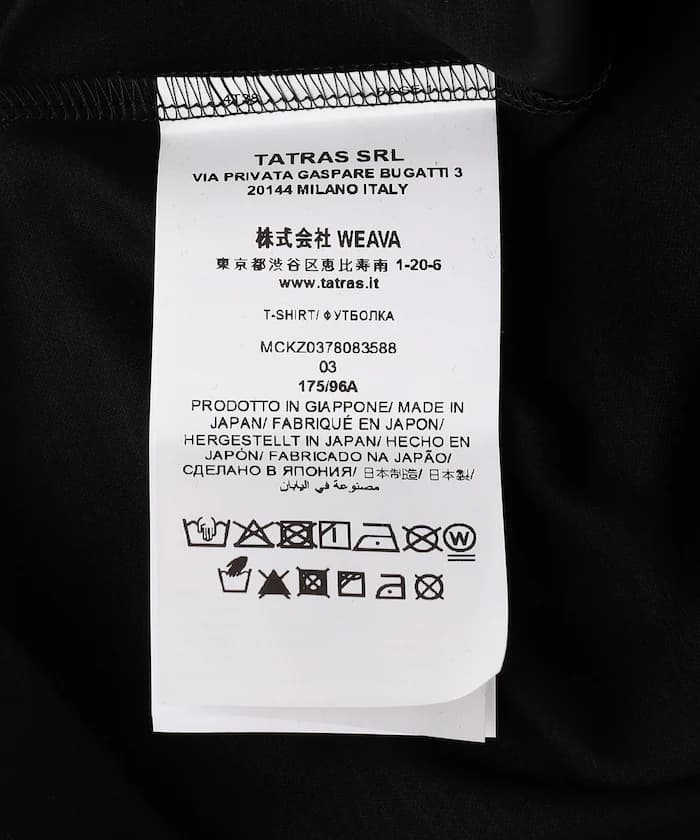 TATRAS SRL
VIA PRIVATA GASPARE BUGATTI 3
20144 MILANO ITALY
株式会社 WEAVA
東京都渋谷区恵比寿南 1-20-6
www.tatras.it
T-SHIRT/ ФУТБОЛКА
MCKZ0378083588
03
175/96A
PRODOTTO IN GIAPPONE/ MADE IN
JAPAN/ FABRIQUÉ EN JAPON/
HERGESTELLT IN JAPAN/ HECHO EN
JAPÓN/ FABRICADO NA JAPÃO/
СДЕЛАНО В ЯПОНИЯ/ 日本制造/ 日本製/
مصنوعة في اليابان
W